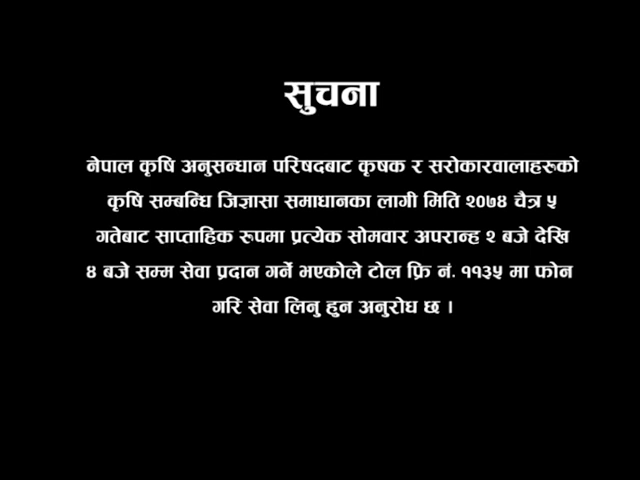 सुचना
नेपाल कृषि अनुसन्धान परिषदबाट कृषक र सरोकारवालाहरुको
कृषि सम्बन्धि जिज्ञासा समाधानका लागी मिति २०७४ चैत्र ५
गतेबाट साप्ताहिक रुपमा प्रत्येक सोमवार अपरान्ह २ बजे देखि
४ बजे सम्म सेवा प्रदान गर्ने भएकोले टोल फ्रि नं. ११३५ मा फोन
गरि सेवा लिनु हुन अनुरोध छ ।